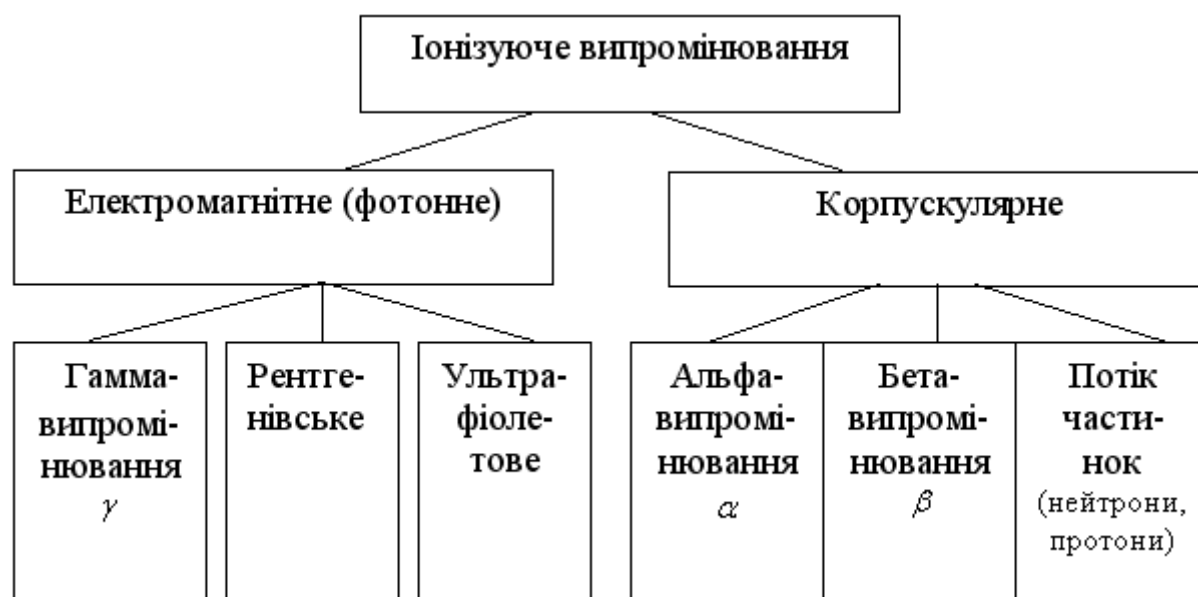 Іонізуюче випромінювання
Електромагнітне (фотонне)
Корпускулярне
Гамма-
випромі-
нювання
γ
Рентге-
нівське
Ультра-
фіоле-
тове
Альфа-
випромі-
нювання
α
Бета-
випромі-
нювання
β
Потік
части-
нок
(нейтрони,
протони)